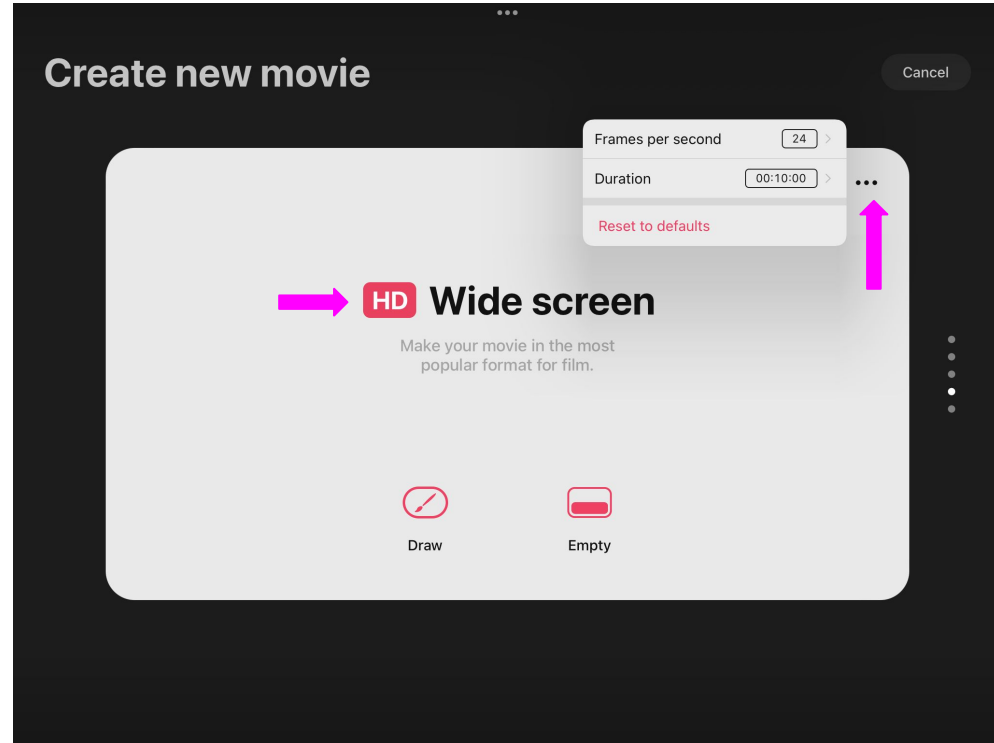 Create new movie
Cancel
Frames per second 24
Duration 00:10:00
Reset to defaults
HD Wide screen
Make your movie in the most
popular format for film.
Draw Empty